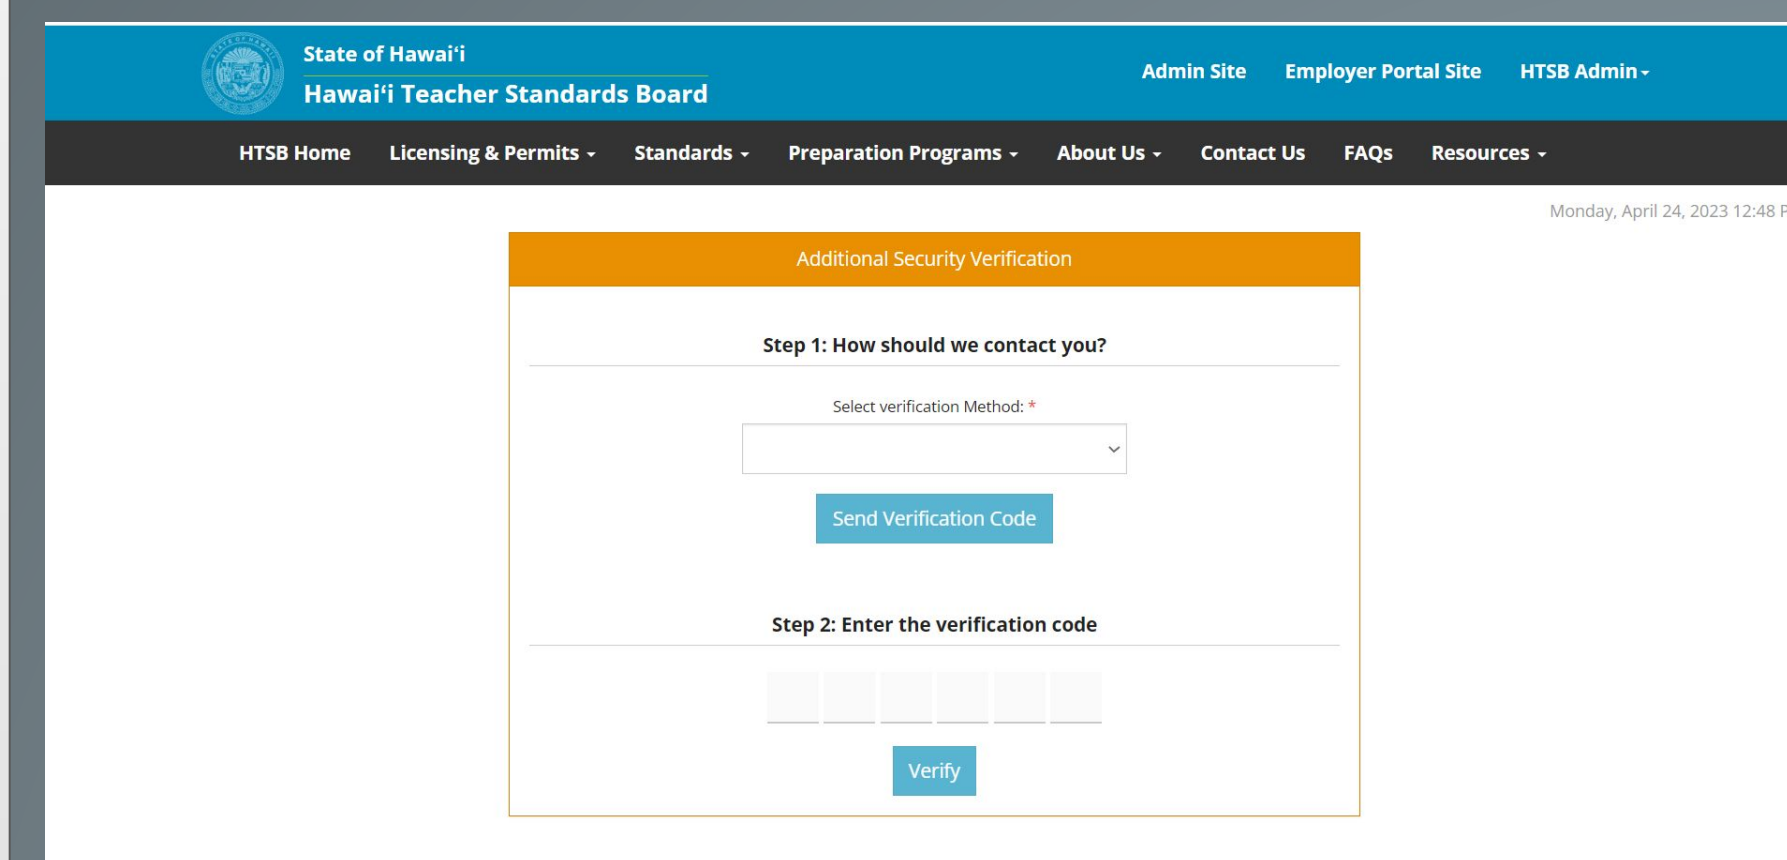 State of Hawaiʻi
Hawaiʻi Teacher Standards Board
Admin Site Employer Portal Site HTSB Admin
HTSB Home Licensing & Permits Standards Preparation Programs About Us Contact Us FAQs Resources
Monday, April 24, 2023 12:48 P
Additional Security Verification
Step 1: How should we contact you?
Select verification Method: *
Send Verification Code
Step 2: Enter the verification code
Verify